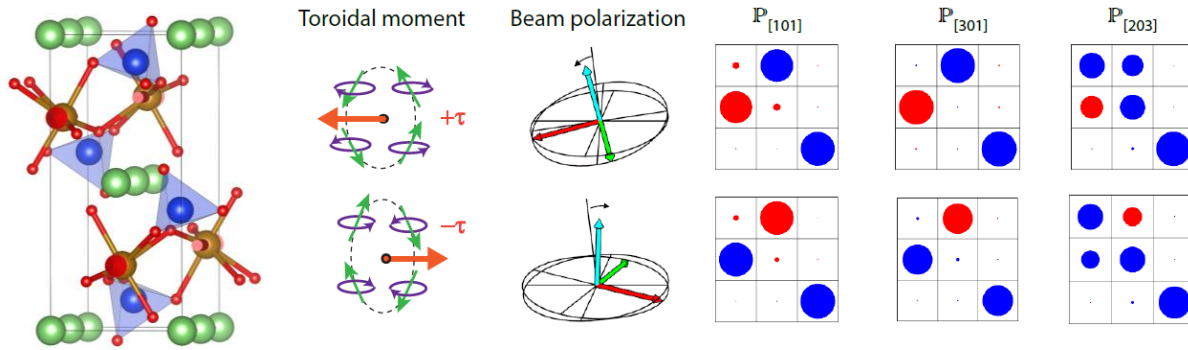 Toroidal moment Beam polarization ℙ[101] ℙ[301] ℙ[203]
+τ
−τ